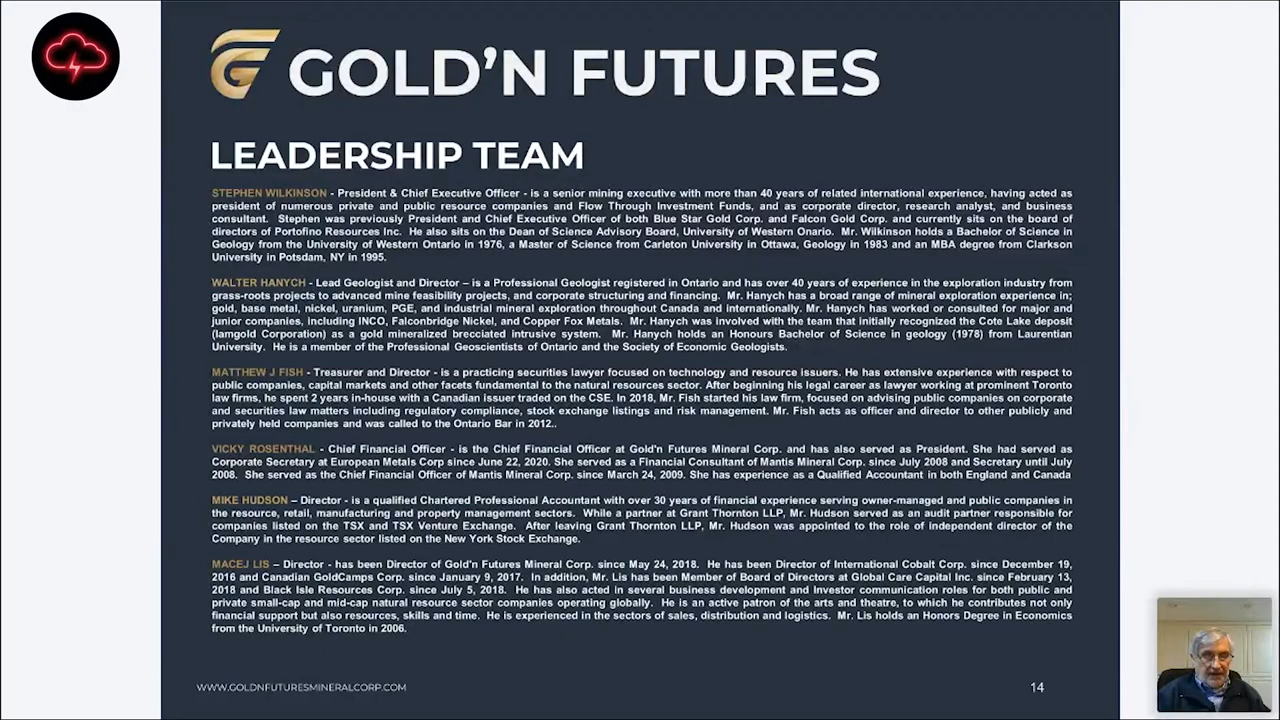 GOLD'N FUTURES
LEADERSHIP TEAM
STEPHEN WILKINSON - President & Chief Executive Officer - is a senior mining executive with more than 40 years of related international experience, having acted as
president of numerous private and public resource companies and Flow Through Investment Funds, and as corporate director, research analyst, and business
consultant. Stephen was previously President and Chief Executive Officer of both Blue Star Gold Corp. and Falcon Gold Corp. and currently sits on the board of
directors of Portofino Resources Inc. He also sits on the Dean of Science Advisory Board, University of Western Onario. Mr. Wilkinson holds a Bachelor of Science in
Geology from the University of Western Ontario in 1976, a Master of Science from Carleton University in Ottawa, Geology in 1983 and an MBA degree from Clarkson
University in Potsdam, NY in 1995.
WALTER HANYCH - Lead Geologist and Director – is a Professional Geologist registered in Ontario and has over 40 years of experience in the exploration industry from
grass-roots projects to advanced mine feasibility projects, and corporate structuring and financing. Mr. Hanych has a broad range of mineral exploration experience in;
gold, base metal, nickel, uranium, PGE, and industrial mineral exploration throughout Canada and internationally. Mr. Hanych has worked or consulted for major and
junior companies, including INCO, Falconbridge Nickel, and Copper Fox Metals. Mr. Hanych was involved with the team that initially recognized the Cote Lake deposit
(Iamgold Corporation) as a gold mineralized brecciated intrusive system. Mr. Hanych holds an Honours Bachelor of Science in geology (1978) from Laurentian
University. He is a member of the Professional Geoscientists of Ontario and the Society of Economic Geologists.
MATTHEW J FISH - Treasurer and Director - is a practicing securities lawyer focused on technology and resource issuers. He has extensive experience with respect to
public companies, capital markets and other facets fundamental to the natural resources sector. After beginning his legal career as lawyer working at prominent Toronto
law firms, he spent 2 years in-house with a Canadian issuer traded on the CSE. In 2018, Mr. Fish started his law firm, focused on advising public companies on corporate
and securities law matters including regulatory compliance, stock exchange listings and risk management. Mr. Fish acts as officer and director to other publicly and
privately held companies and was called to the Ontario Bar in 2012..
VICKY ROSENTHAL - Chief Financial Officer - is the Chief Financial Officer at Gold'n Futures Mineral Corp. and has also served as President. She had served as
Corporate Secretary at European Metals Corp since June 22, 2020. She served as a Financial Consultant of Mantis Mineral Corp. since July 2008 and Secretary until July
2008. She served as the Chief Financial Officer of Mantis Mineral Corp. since March 24, 2009. She has experience as a Qualified Accountant in both England and Canada
MIKE HUDSON – Director - is a qualified Chartered Professional Accountant with over 30 years of financial experience serving owner-managed and public companies in
the resource, retail, manufacturing and property management sectors. While a partner at Grant Thornton LLP, Mr. Hudson served as an audit partner responsible for
companies listed on the TSX and TSX Venture Exchange. After leaving Grant Thornton LLP, Mr. Hudson was appointed to the role of independent director of the
Company in the resource sector listed on the New York Stock Exchange.
MACEJ LIS – Director - has been Director of Gold'n Futures Mineral Corp. since May 24, 2018. He has been Director of International Cobalt Corp. since December 19,
2016 and Canadian GoldCamps Corp. since January 9, 2017. In addition, Mr. Lis has been Member of Board of Directors at Global Care Capital Inc. since February 13,
2018 and Black Isle Resources Corp. since July 5, 2018. He has also acted in several business development and Investor communication roles for both public and
private small-cap and mid-cap natural resource sector companies operating globally. He is an active patron of the arts and theatre, to which he contributes not only
financial support but also resources, skills and time. He is experienced in the sectors of sales, distribution and logistics. Mr. Lis holds an Honors Degree in Economics
from the University of Toronto in 2006.
WWW.GOLDNFUTURESMINERALCORP.COM
14